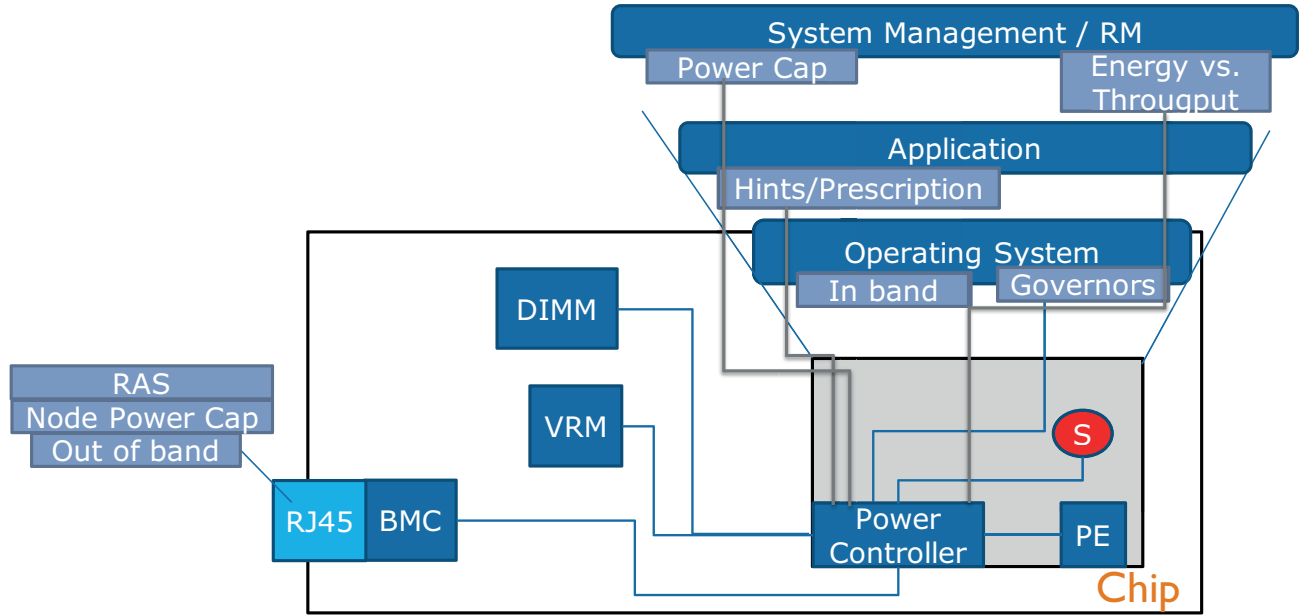 System Management / RM
Power Cap
Energy vs.
Througput
Application
Hints/Prescription
Operating System
In band
Governors
DIMM
RAS
Node Power Cap
Out of band
VRM
S
RJ45
BMC
Power
Controller
PE
Chip